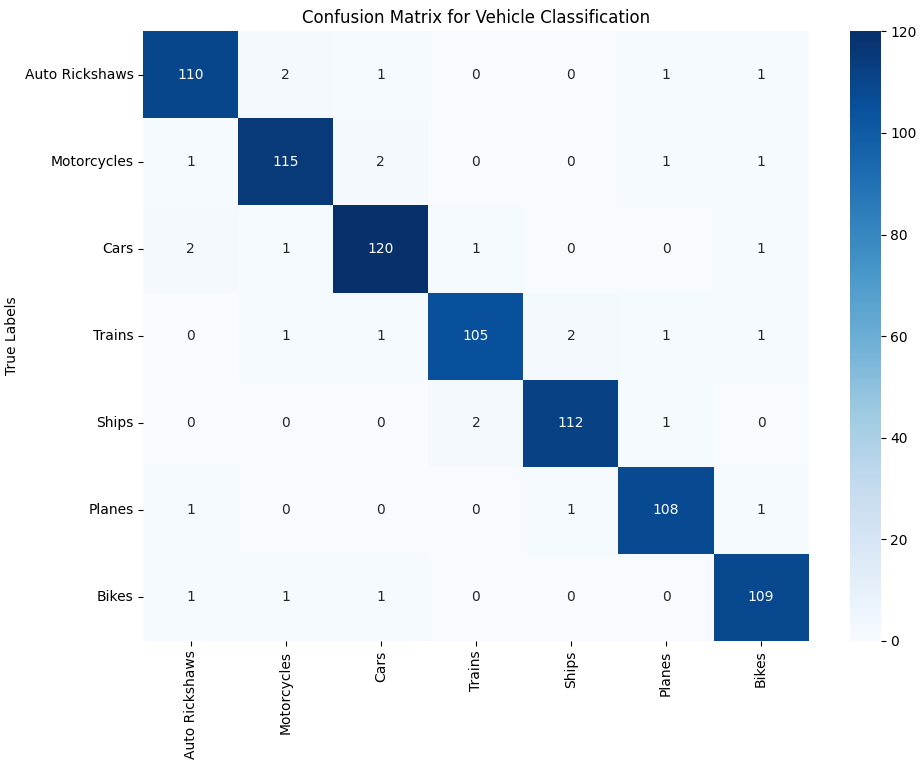 Confusion Matrix for Vehicle Classification
True Labels
Auto Rickshaws 110 2 1 0 0 1 1
Motorcycles 1 115 2 0 0 1 1
Cars 2 1 120 1 0 0 1
Trains 0 1 1 105 2 1 1
Ships 0 0 0 2 112 1 0
Planes 1 0 0 0 1 108 1
Bikes 1 1 1 0 0 0 109
Auto Rickshaws
Motorcycles
Cars
Trains
Ships
Planes
Bikes
120
100
80
60
40
20
0